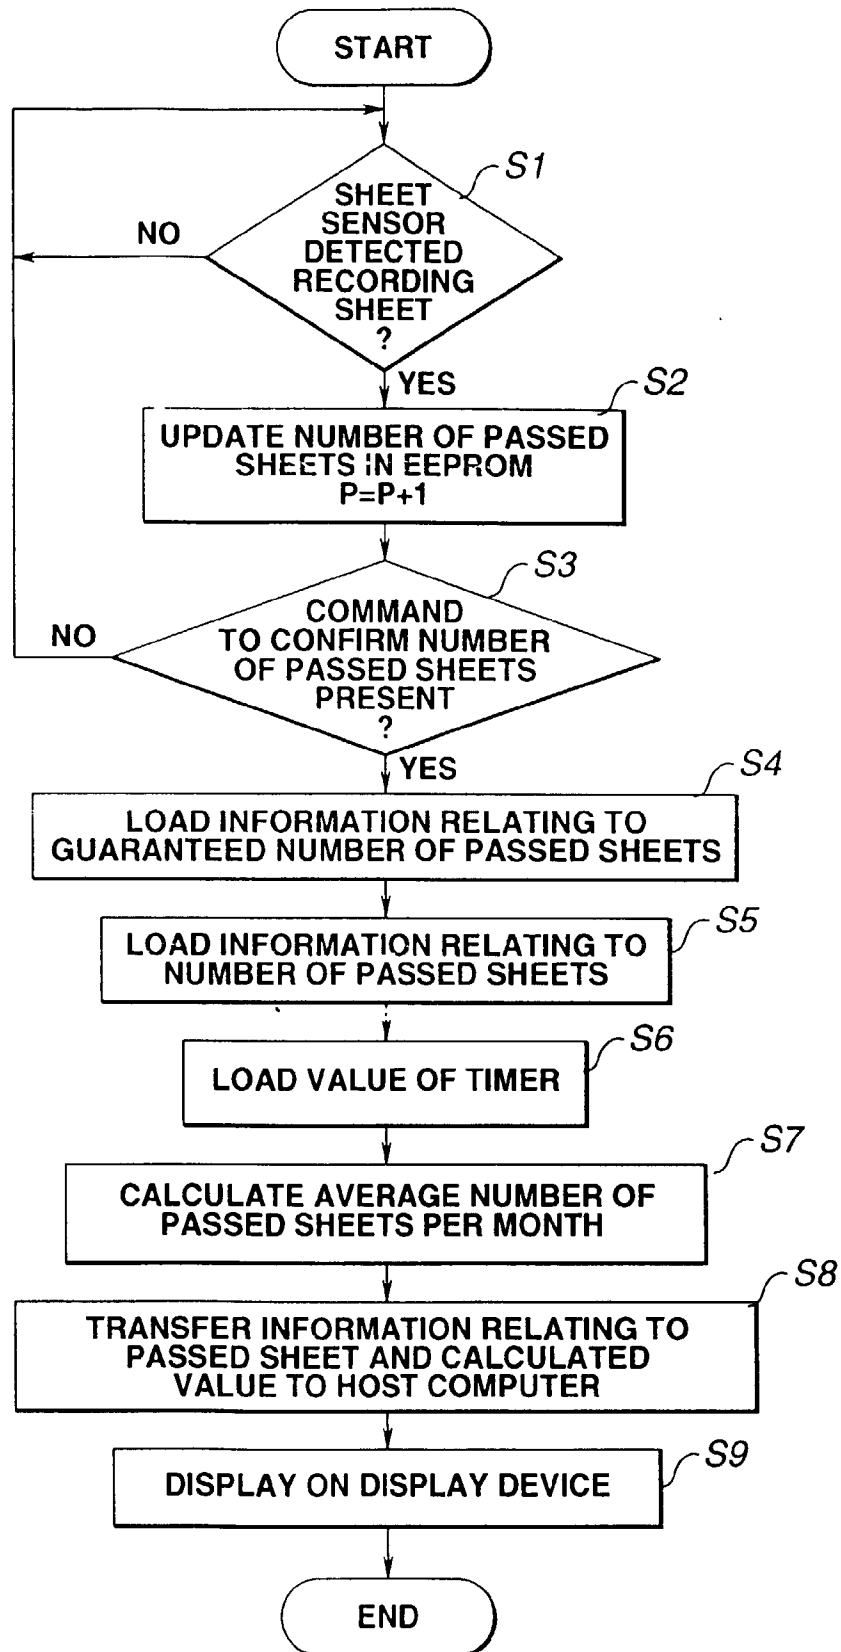 START
S1
SHEET
SENSOR
DETECTED
RECORDING
SHEET
?
NO
YES
S2
UPDATE NUMBER OF PASSED
SHEETS IN EEPROM
P=P+1
S3
COMMAND
TO CONFIRM NUMBER
OF PASSED SHEETS
PRESENT
?
NO
YES
S4
LOAD INFORMATION RELATING TO
GUARANTEED NUMBER OF PASSED SHEETS
S5
LOAD INFORMATION RELATING TO
NUMBER OF PASSED SHEETS
S6
LOAD VALUE OF TIMER
S7
CALCULATE AVERAGE NUMBER OF
PASSED SHEETS PER MONTH
S8
TRANSFER INFORMATION RELATING TO
PASSED SHEET AND CALCULATED
VALUE TO HOST COMPUTER
S9
DISPLAY ON DISPLAY DEVICE
END